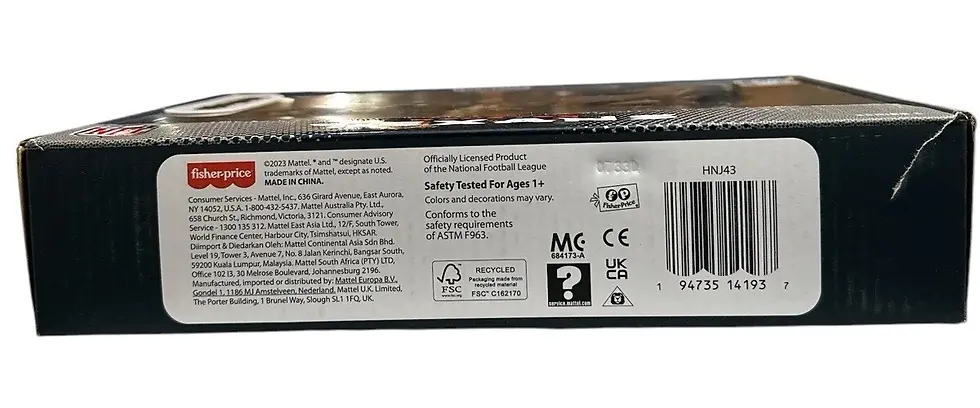 NFL
fisher-price
©2023 Mattel. ® and ™ designate U.S.
trademarks of Mattel, except as noted.
MADE IN CHINA.
Consumer Services - Mattel, Inc., 636 Girard Avenue, East Aurora,
NY 14052, U.S.A. 1-800-432-5437. Mattel Australia Pty. Ltd.,
658 Church St., Richmond, Victoria, 3121. Consumer Advisory
Service - 1300 135 312. Mattel East Asia Ltd., 12/F, South Tower,
World Finance Center, Harbour City, Tsimshatsui, HKSAR.
Diimport & Diedarkan Oleh: Mattel Continental Asia Sdn Bhd.
Level 19, Tower 3, Avenue 7, No. 8 Jalan Kerinchi, Bangsar South,
59200 Kuala Lumpur, Malaysia. Mattel South Africa (PTY) LTD,
Office 102 I3, 30 Melrose Boulevard, Johannesburg 2196.
Imported, sold or distributed in EU by: Mattel Europa B.V.,
Gondel 1, 1186 MJ Amstelveen, Nederland. Mattel U.K. Limited,
The Porter Building, 1 Brunel Way, Slough SL1 1FQ, UK.
Officially Licensed Product
of the National Football League
Safety Tested For Ages 1+
Colors and decorations may vary.
Conforms to the
safety requirements
of ASTM F963.
FSC
www.fsc.org
RECYCLED
Packaging made from
recycled material
FSC® C162170
Fisher-Price
MC
684173-A
CE
UK
CA
?
service.mattel.com
HNJ43
1 94735 14193 7